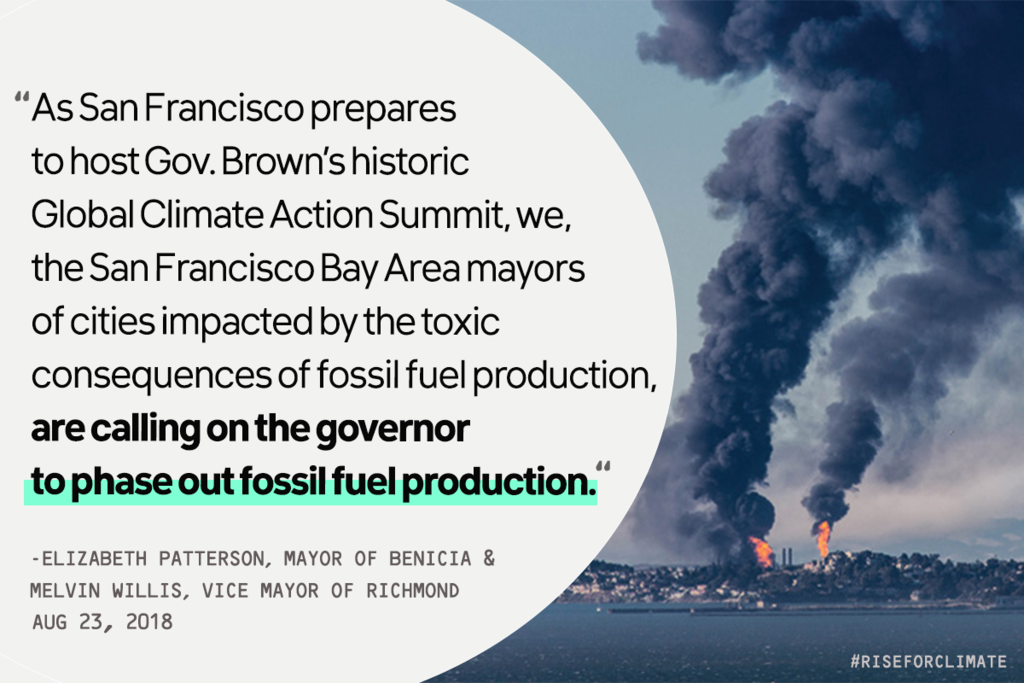 “As San Francisco prepares
to host Gov. Brown’s historic
Global Climate Action Summit, we,
the San Francisco Bay Area mayors
of cities impacted by the toxic
consequences of fossil fuel production,
are calling on the governor
to phase out fossil fuel production.“
-ELIZABETH PATTERSON, MAYOR OF BENICIA &
MELVIN WILLIS, VICE MAYOR OF RICHMOND
AUG 23, 2018
#RISEFORCLIMATE